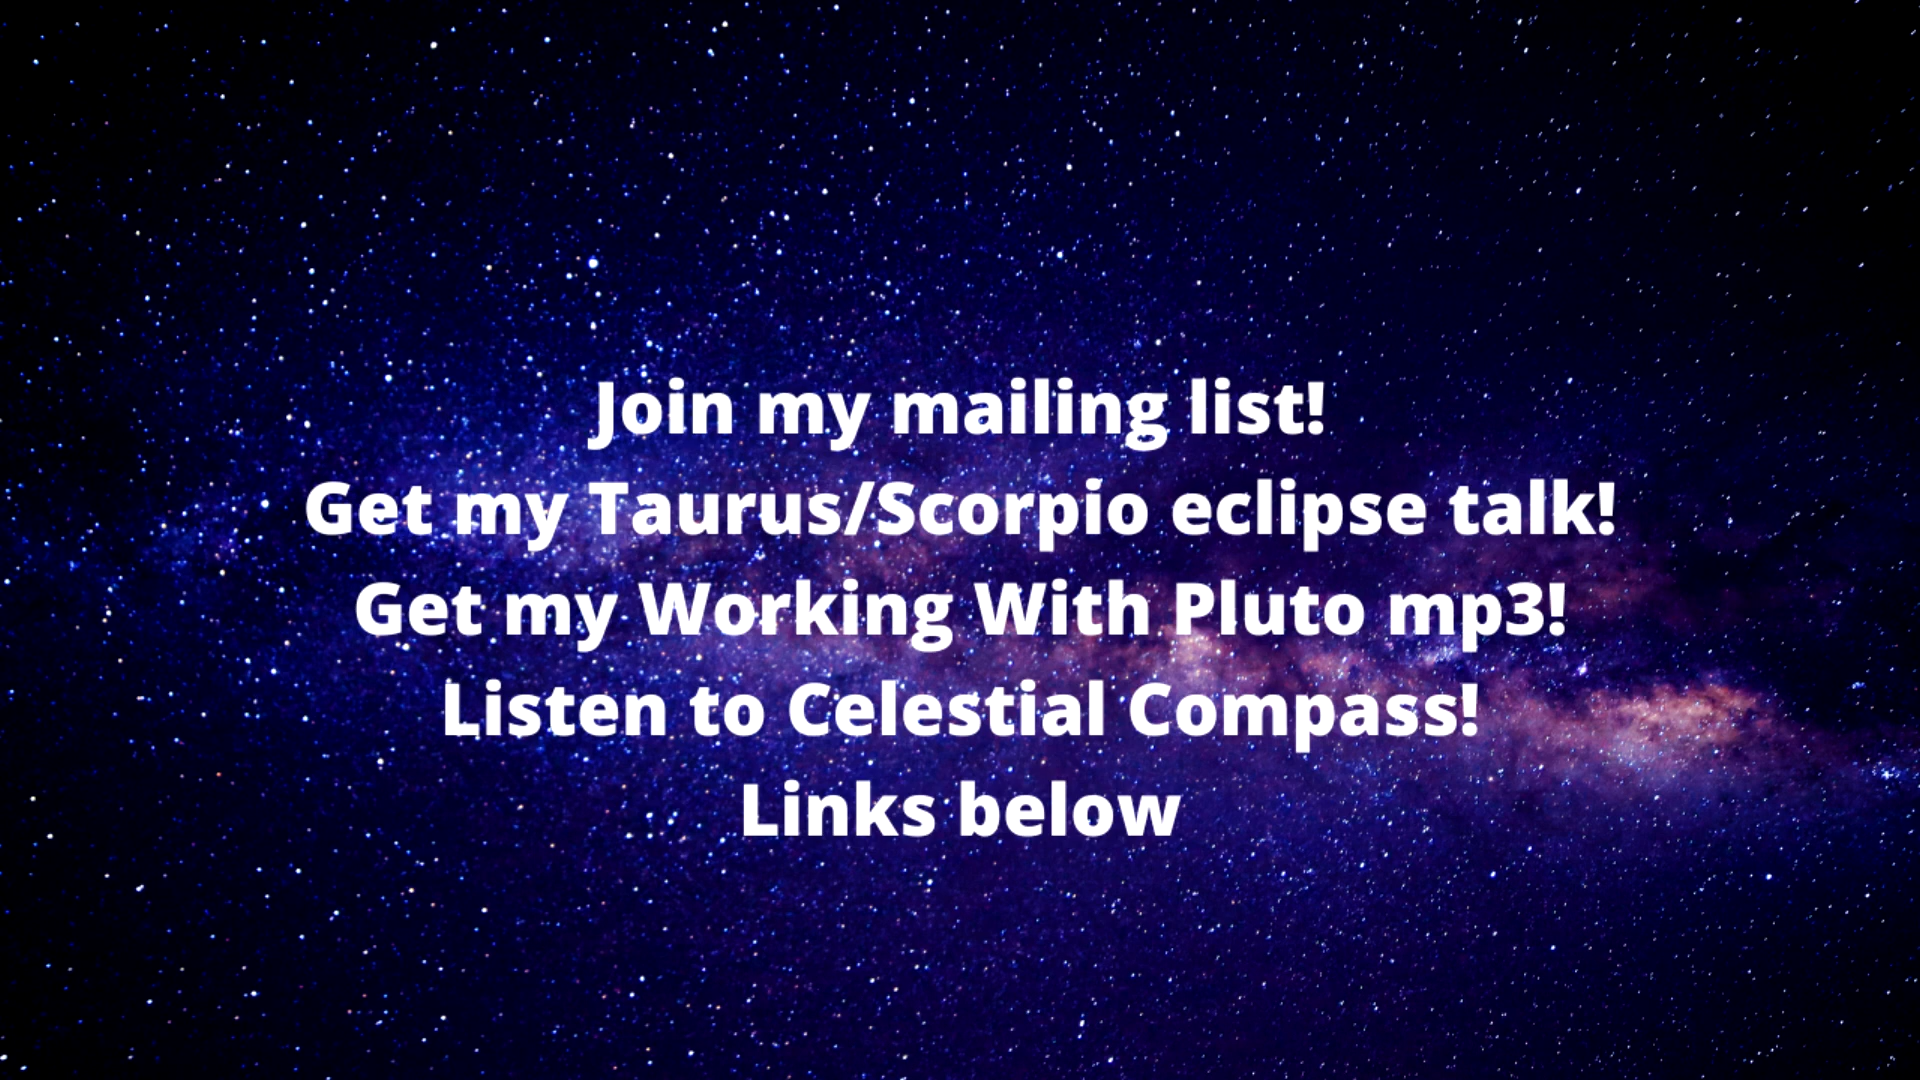 Join my mailing list!
Get my Taurus/Scorpio eclipse talk!
Get my Working With Pluto mp3!
Listen to Celestial Compass!
Links below